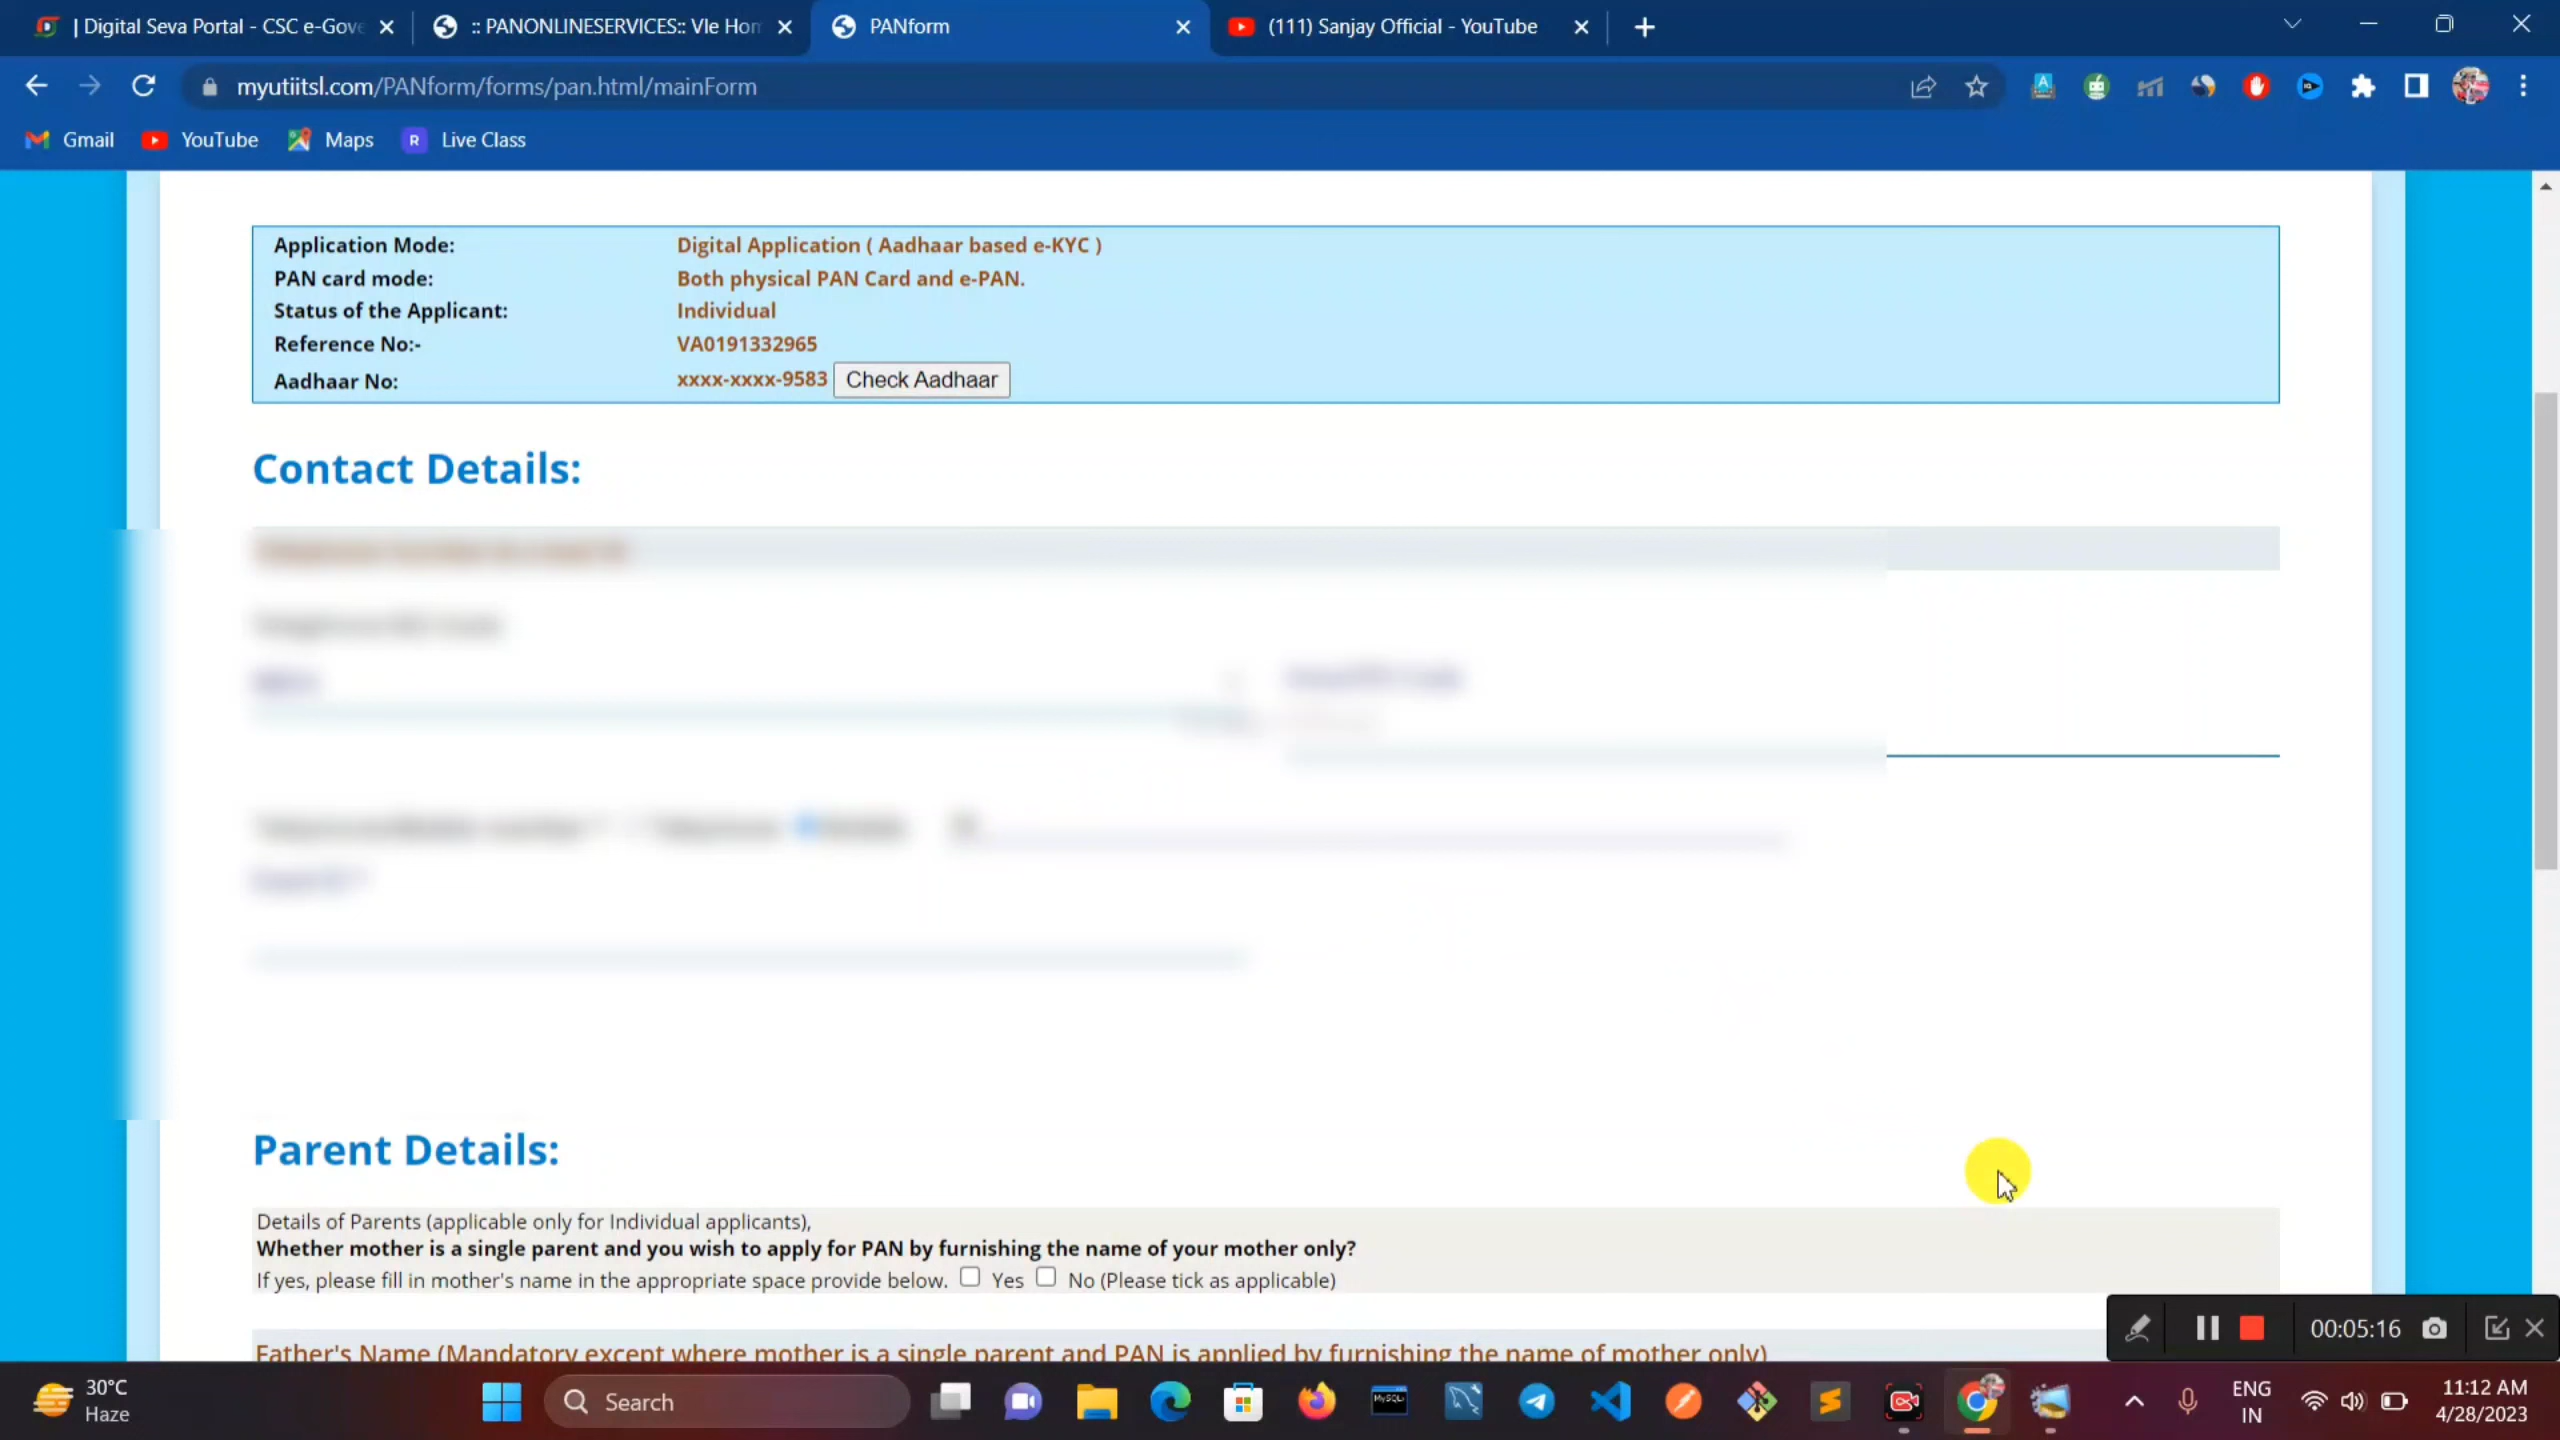 | Digital Seva Portal - CSC e-Gove
:: PANONLINESERVICES:: Vle Hom
PANform
(111) Sanjay Official - YouTube
myutiitsl.com/PANform/forms/pan.html/mainForm
Gmail
YouTube
Maps
Live Class
Application Mode: Digital Application ( Aadhaar based e-KYC )
PAN card mode: Both physical PAN Card and e-PAN.
Status of the Applicant: Individual
Reference No:- VA0191332965
Aadhaar No: xxxx-xxxx-9583 Check Aadhaar
Contact Details:
Parent Details:
Details of Parents (applicable only for Individual applicants),
Whether mother is a single parent and you wish to apply for PAN by furnishing the name of your mother only?
If yes, please fill in mother's name in the appropriate space provide below. Yes No (Please tick as applicable)
Father's Name (Mandatory except where mother is a single parent and PAN is applied by furnishing the name of mother only)
00:05:16
30°C
Haze
Search
ENG
IN
11:12 AM
4/28/2023